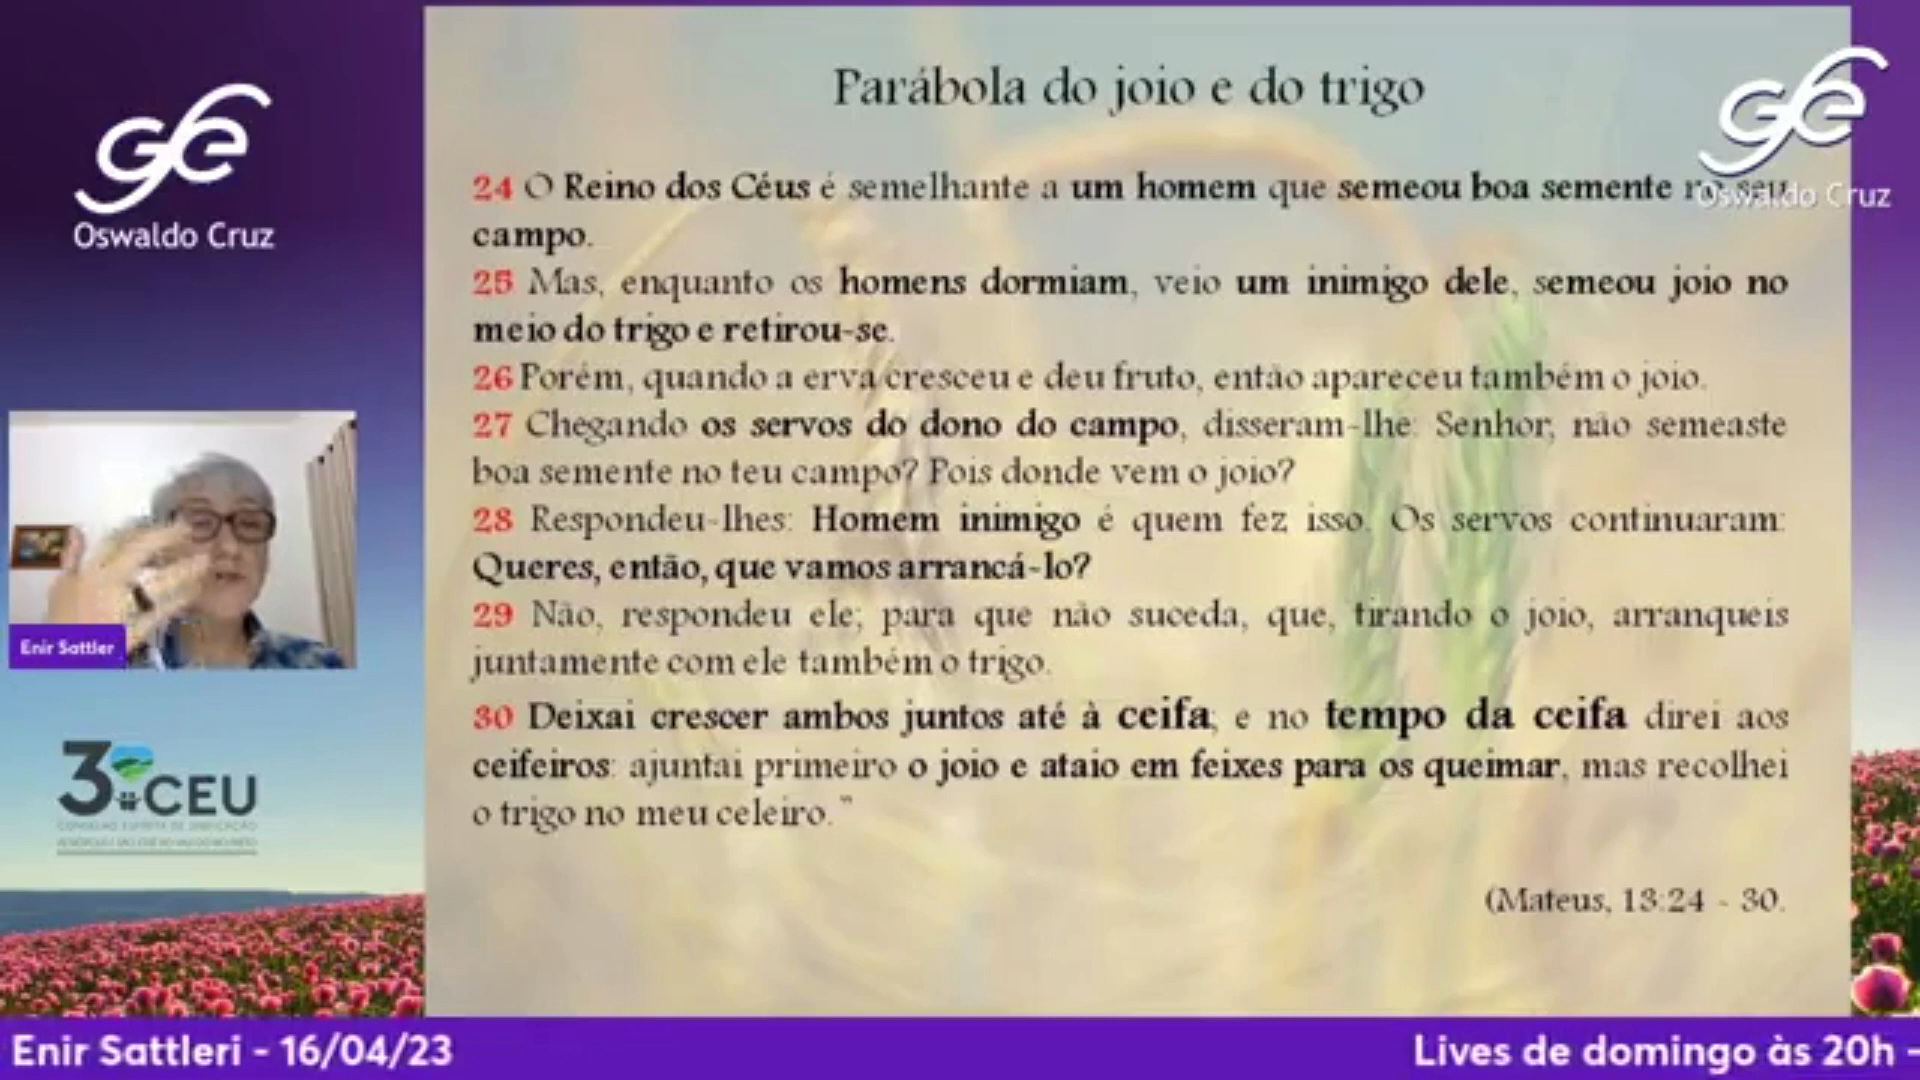 Parábola do joio e do trigo
24 O Reino dos Céus é semelhante a um homem que semeou boa semente no seu
campo.
25 Mas, enquanto os homens dormiam, veio um inimigo dele, semeou joio no
meio do trigo e retirou-se.
26 Porém, quando a erva cresceu e deu fruto, então apareceu também o joio.
27 Chegando os servos do dono do campo, disseram-lhe: Senhor, não semeaste
boa semente no teu campo? Pois donde vem o joio?
28 Respondeu-lhes: Homem inimigo é quem fez isso. Os servos continuaram:
Queres, então, que vamos arrancá-lo?
29 Não, respondeu ele; para que não suceda, que, tirando o joio, arranqueis
juntamente com ele também o trigo.
30 Deixai crescer ambos juntos até à ceifa; e no tempo da ceifa direi aos
ceifeiros: ajuntai primeiro o joio e ataio em feixes para os queimar, mas recolhei
o trigo no meu celeiro."
(Mateus, 13:24 - 30.
ge
Oswaldo Cruz
ge
Oswaldo Cruz
Enir Sattler
3 CEU
Enir Sattleri - 16/04/23
Lives de domingo às 20h -